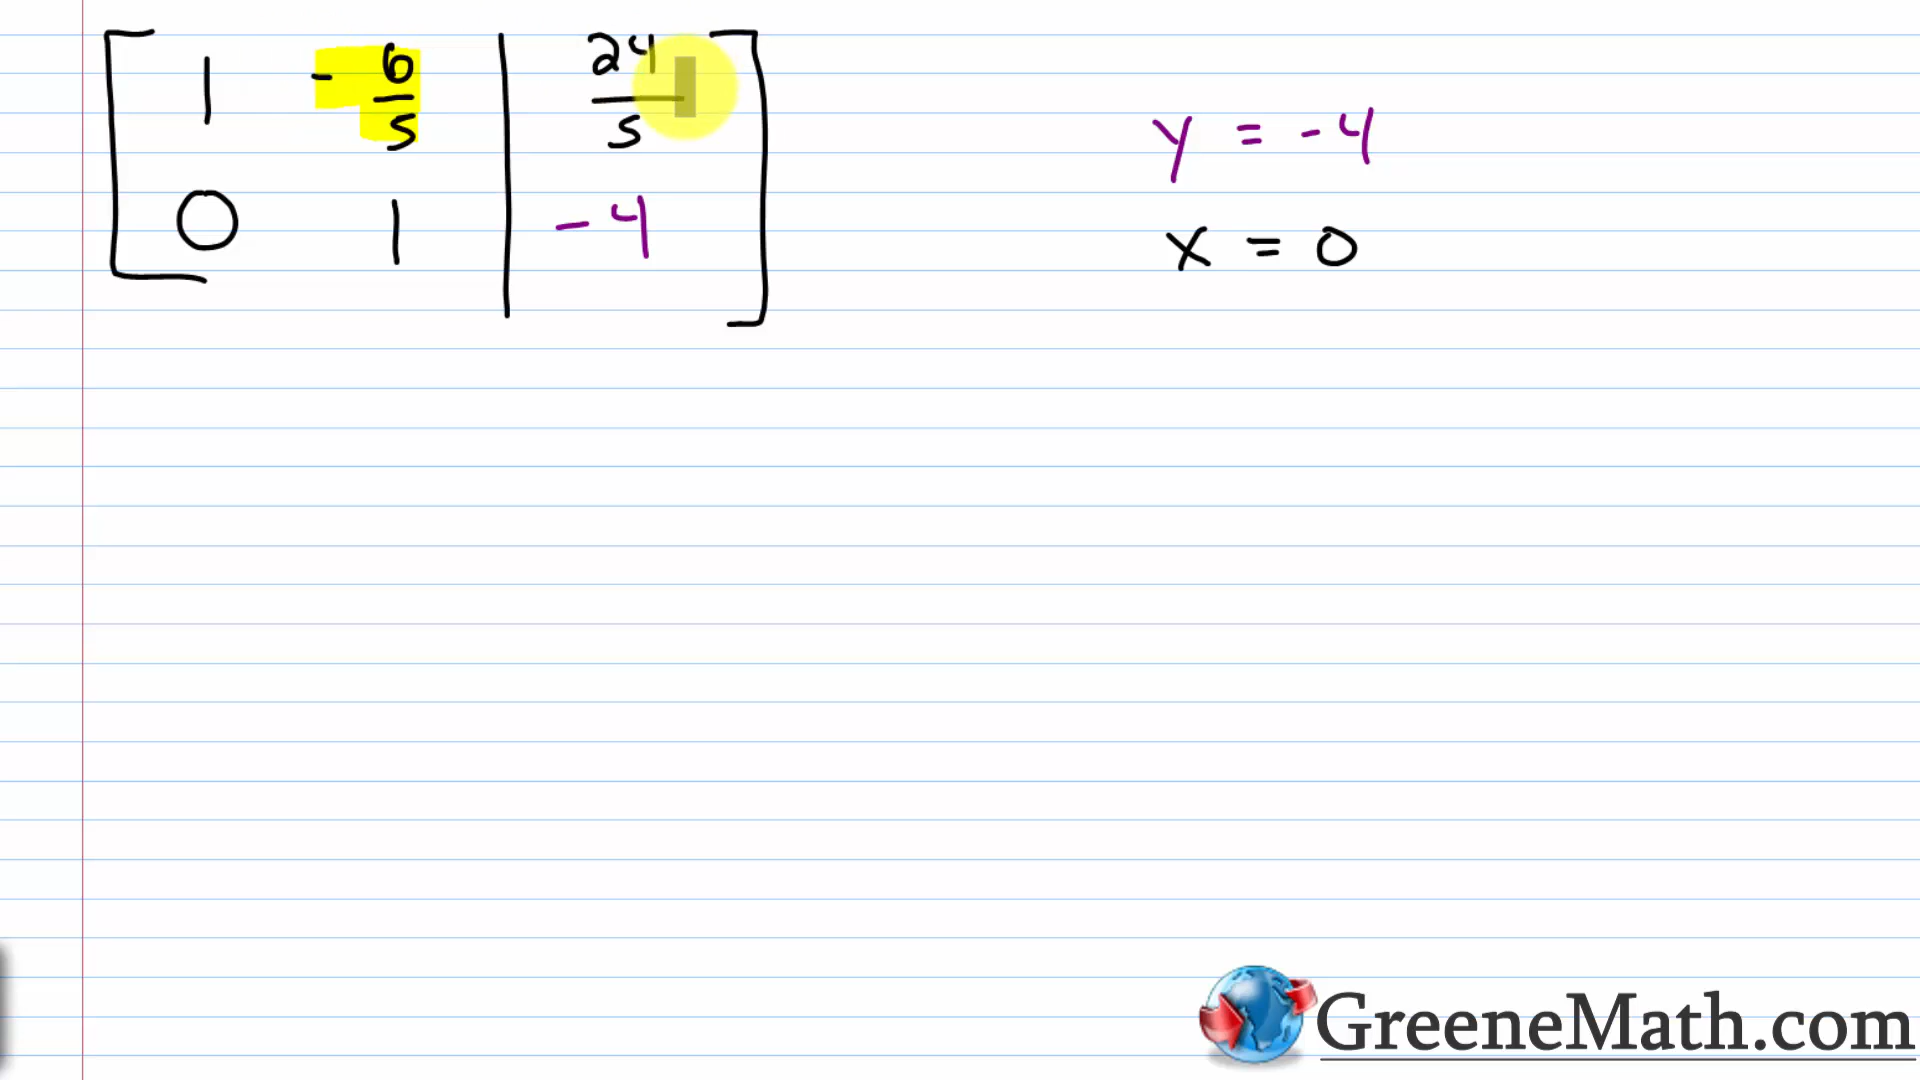 1 - 6/5 | 24/5
0 1 | -4
y = -4
x = 0
GreeneMath.com